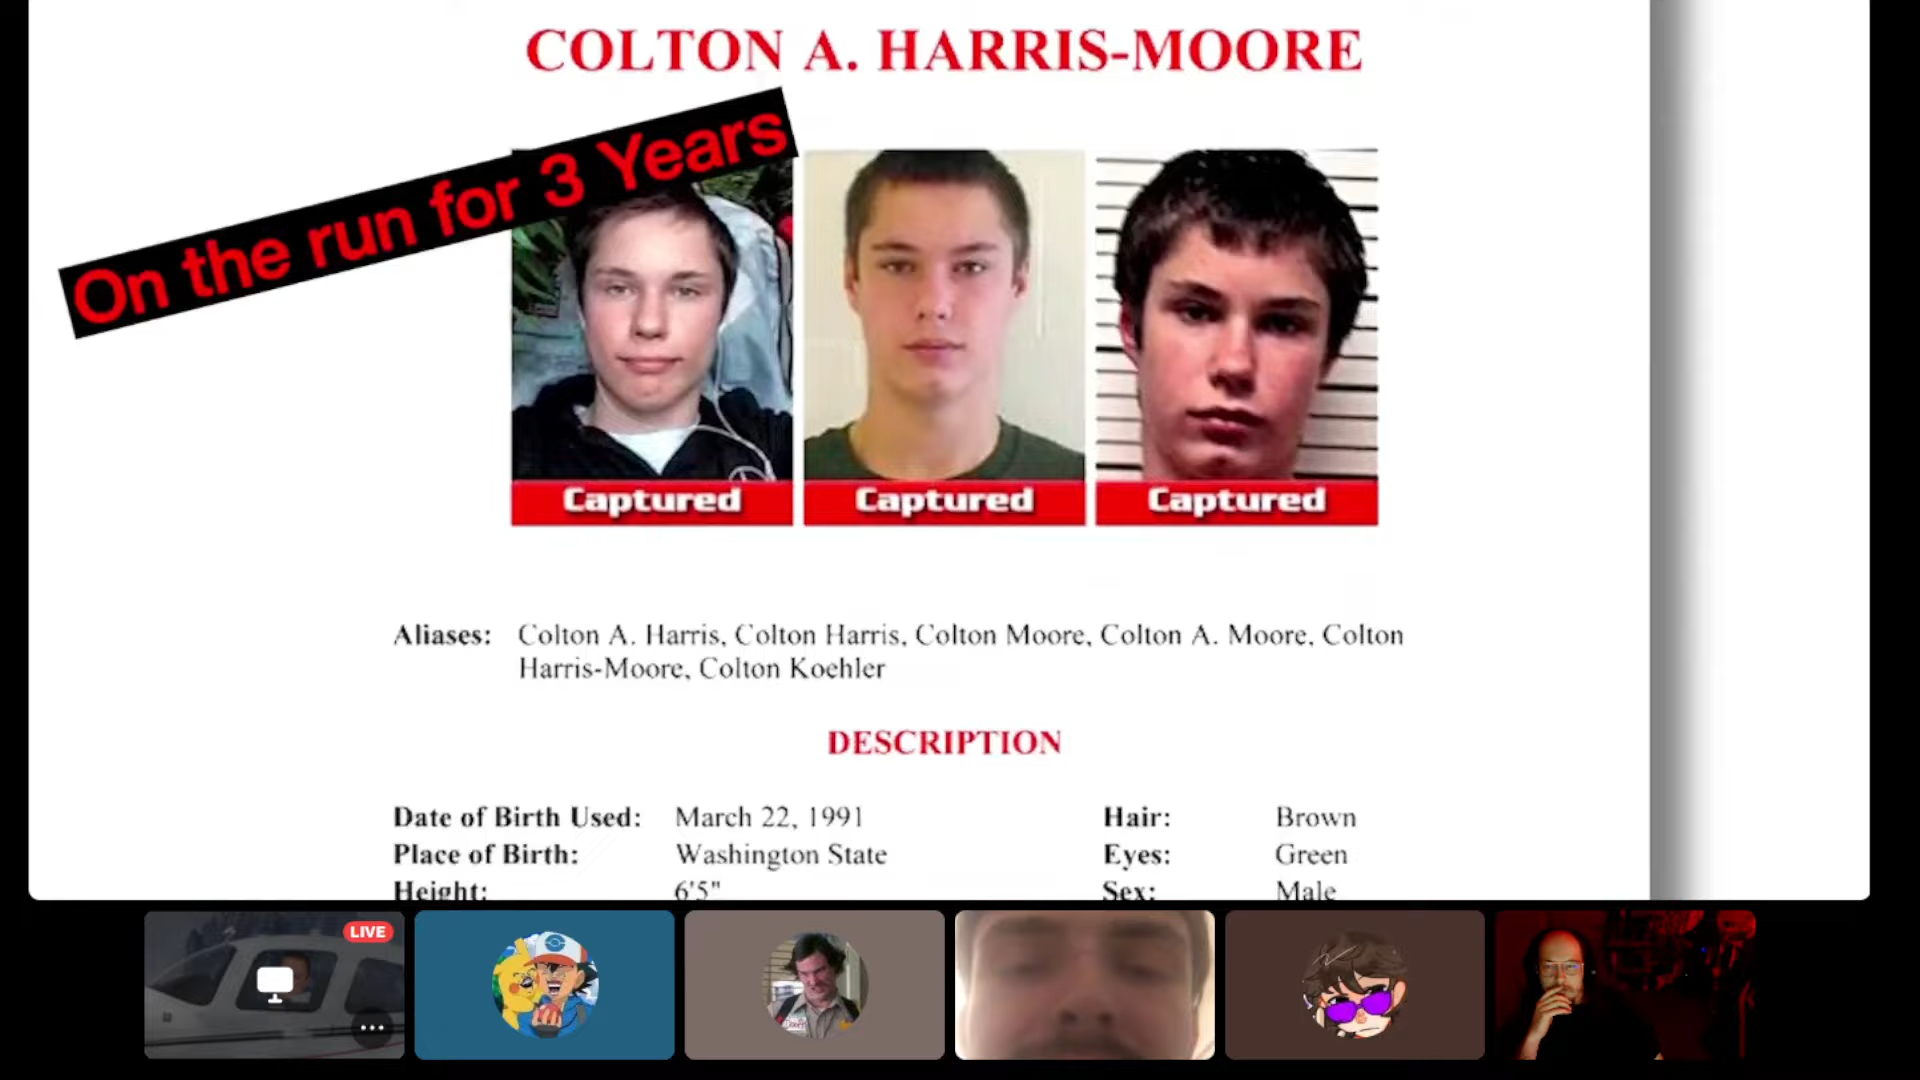 COLTON A. HARRIS-MOORE
On the run for 3 Years
Captured
Captured
Captured
Aliases: Colton A. Harris, Colton Harris, Colton Moore, Colton A. Moore, Colton
Harris-Moore, Colton Koehler
DESCRIPTION
Date of Birth Used: March 22, 1991 Hair: Brown
Place of Birth: Washington State Eyes: Green
Height: 6'5" Sex: Male
LIVE